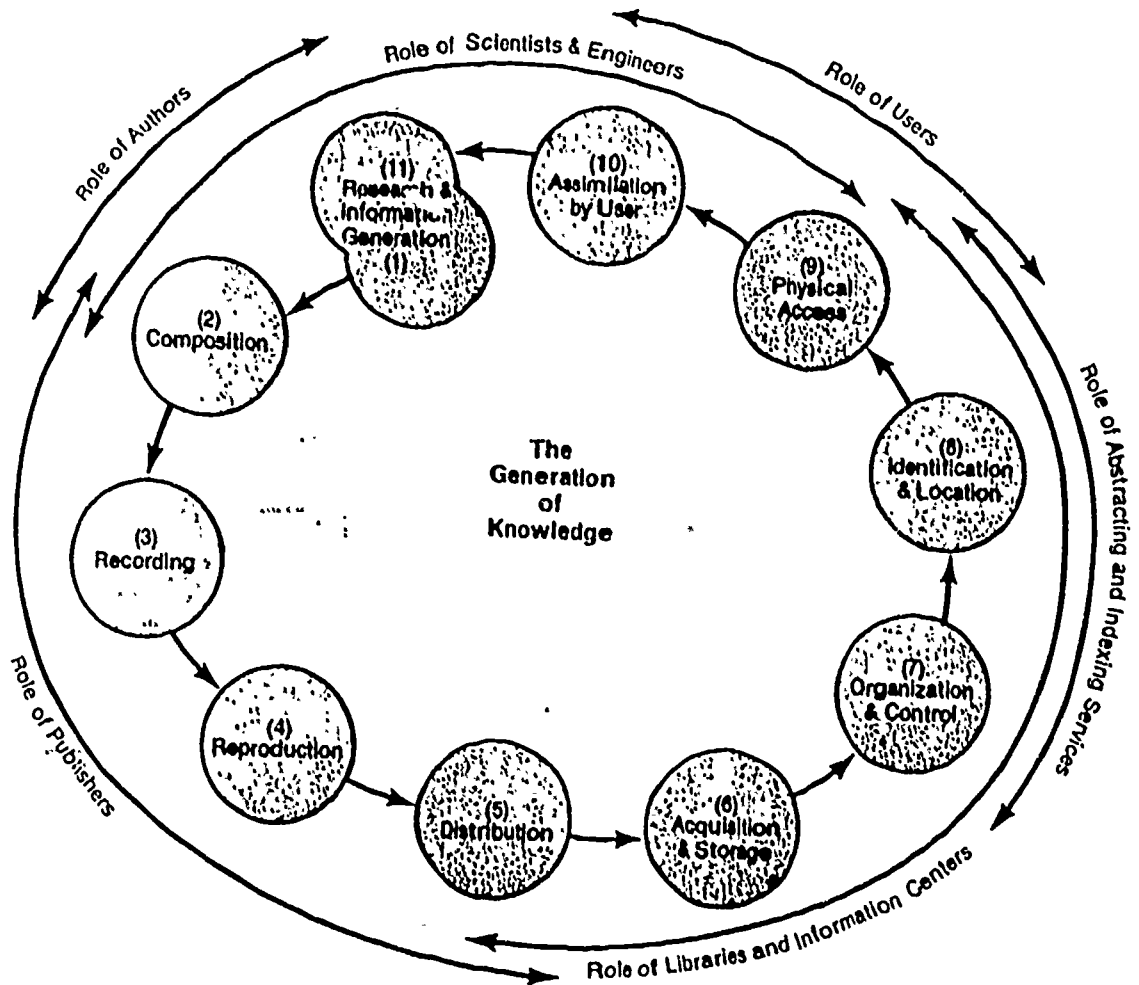 Role of Scientists & Engineers
Role of Authors
Role of Users
(11)
Research &
Information
Generation
(1)
(10)
Assimilation
by User
(9)
Physical
Access
(2)
Composition
(8)
Identification
& Location
The
Generation
of
Knowledge
(3)
Recording
(7)
Organization
& Control
(4)
Reproduction
(5)
Distribution
(6)
Acquisition
& Storage
Role of Publishers
Role of Abstracting and Indexing Services
Role of Libraries and Information Centers